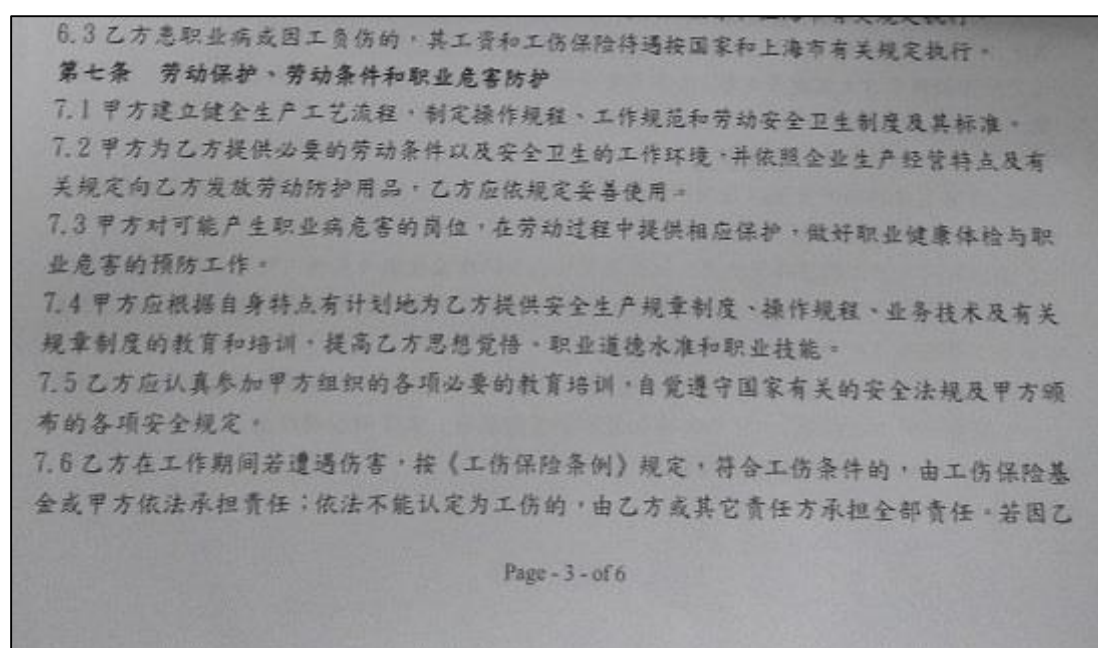 有关规定执行。
6.3 乙方患职业病或因工负伤的，其工资和工伤保险待遇按国家和上海市有关规定执行。
第七条 劳动保护、劳动条件和职业危害防护
7.1 甲方建立健全生产工艺流程，制定操作规程、工作规范和劳动安全卫生制度及其标准。
7.2 甲方为乙方提供必要的劳动条件以及安全卫生的工作环境，并依照企业生产经营特点及有
关规定向乙方发放劳动防护用品，乙方应依规定妥善使用。
7.3 甲方对可能产生职业病危害的岗位，在劳动过程中提供相应保护，做好职业健康体检与职
业危害的预防工作。
7.4 甲方应根据自身特点有计划地为乙方提供安全生产规章制度、操作规程、业务技术及有关
规章制度的教育和培训，提高乙方思想觉悟、职业道德水准和职业技能。
7.5 乙方应认真参加甲方组织的各项必要的教育培训，自觉遵守国家有关的安全法规及甲方颁
布的各项安全规定。
7.6 乙方在工作期间若遭遇伤害，按《工伤保险条例》规定，符合工伤条件的，由工伤保险基
金或甲方依法承担责任；依法不能认定为工伤的，由乙方或其它责任方承担全部责任。若因乙
Page - 3 - of 6